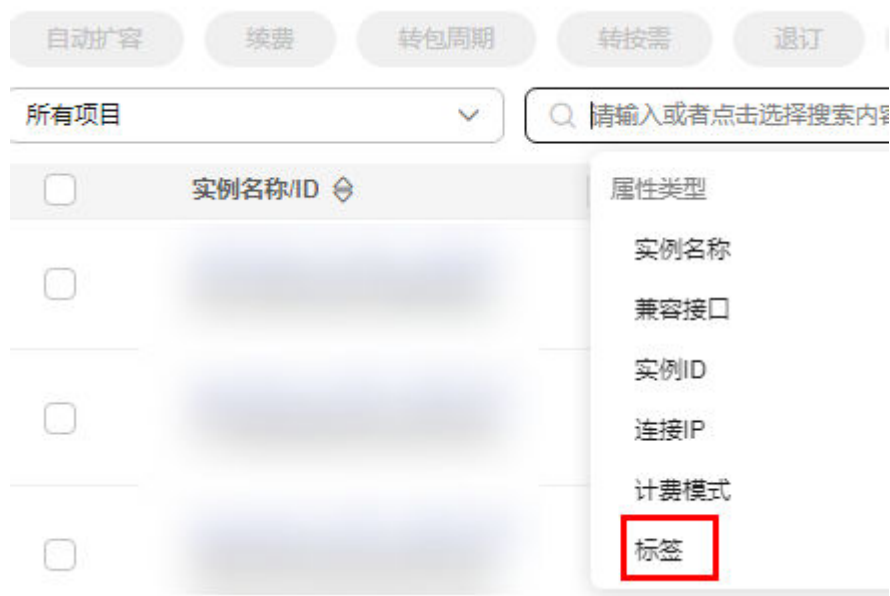 自动扩容 续费 转包周期 转按需 退订
所有项目 请输入或者点击选择搜索内容
实例名称/ID 属性类型
实例名称
兼容接口
实例ID
连接IP
计费模式
标签